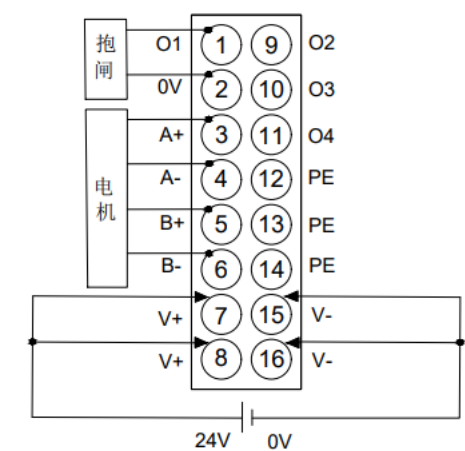 抱闸
O1 1 9 O2
0V 2 10 O3
电机
A+ 3 11 O4
A- 4 12 PE
B+ 5 13 PE
B- 6 14 PE
V+ 7 15 V-
V+ 8 16 V-
24V 0V